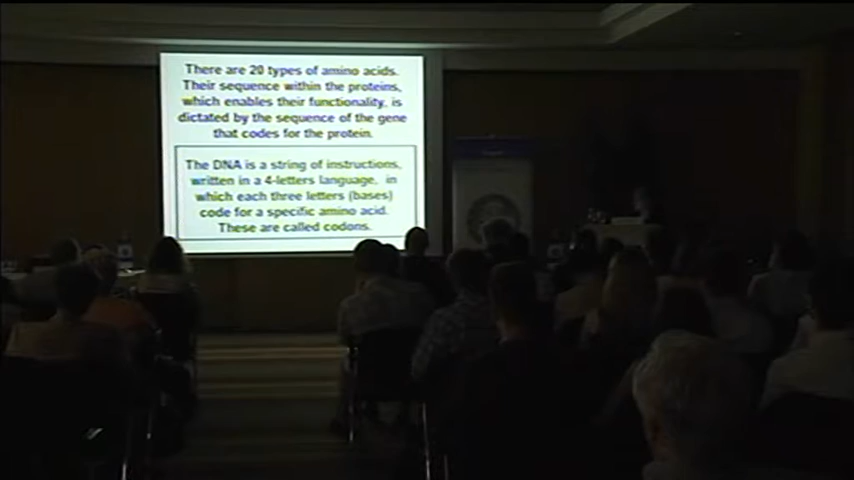 There are 20 types of amino acids.
Their sequence within the proteins,
which enables their functionality, is
dictated by the sequence of the gene
that codes for the protein.
The DNA is a string of instructions,
written in a 4-letters language, in
which each three letters (bases)
code for a specific amino acid.
These are called codons.